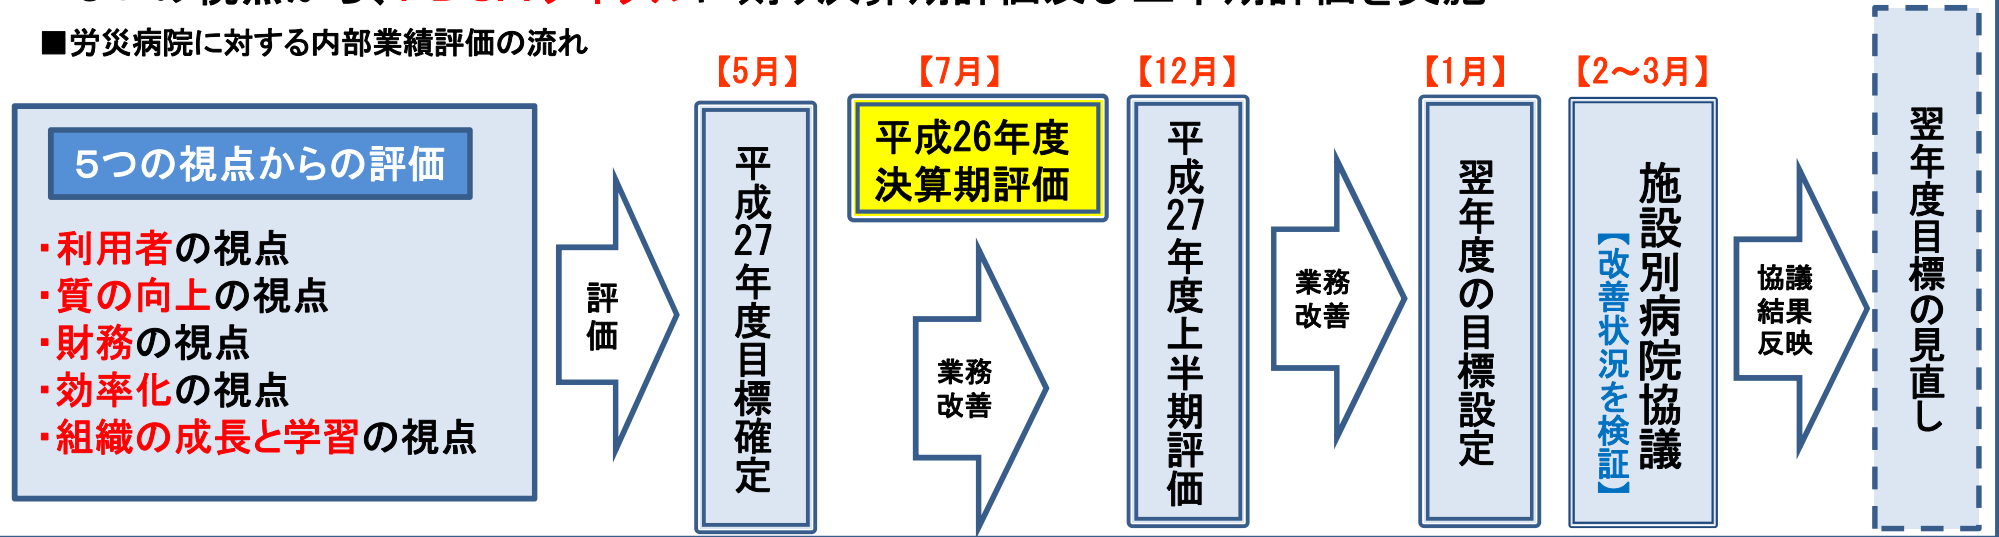 ■労災病院に対する内部業績評価の流れ
５つの視点からの評価
・利用者の視点
・質の向上の視点
・財務の視点
・効率化の視点
・組織の成長と学習の視点
評価
【5月】
平成27年度目標確定
【7月】
平成26年度
決算期評価
業務
改善
【12月】
平成27年度上半期評価
業務
改善
【1月】
翌年度の目標設定
【2～3月】
施設別病院協議
【改善状況を検証】
協議
結果
反映
翌年度目標の見直し